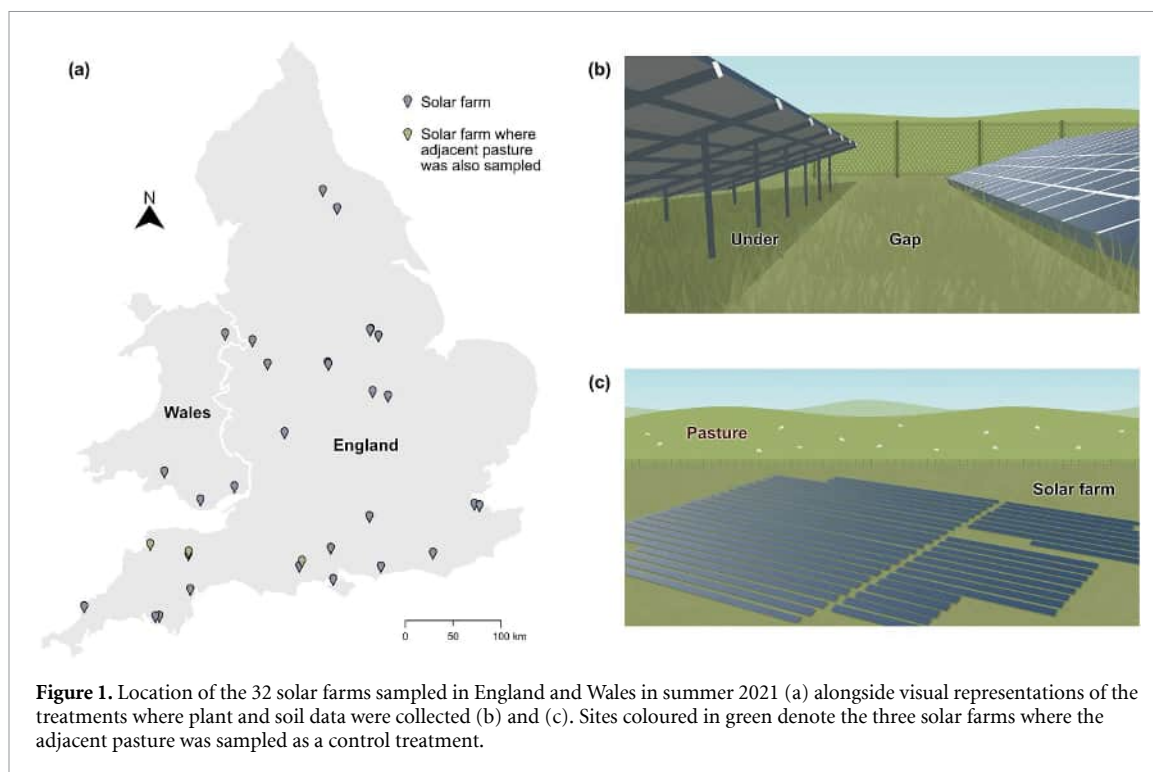 (a)
Solar farm
Solar farm where
adjacent pasture
was also sampled
N
Wales
England
0 50 100 km
(b)
Under
Gap
(c)
Pasture
Solar farm
Figure 1. Location of the 32 solar farms sampled in England and Wales in summer 2021 (a) alongside visual representations of the
treatments where plant and soil data were collected (b) and (c). Sites coloured in green denote the three solar farms where the
adjacent pasture was sampled as a control treatment.